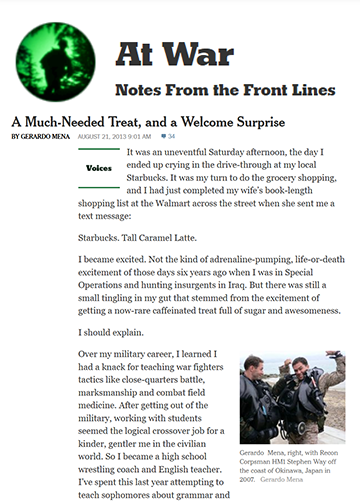 At War
Notes From the Front Lines
A Much-Needed Treat, and a Welcome Surprise
BY GERARDO MENA AUGUST 21, 2013 9:01 AM 34
Voices
It was an uneventful Saturday afternoon, the day I
ended up crying in the drive-through at my local
Starbucks. It was my turn to do the grocery shopping,
and I had just completed my wife's book-length
shopping list at the Walmart across the street when she sent me a
text message:
Starbucks. Tall Caramel Latte.
I became excited. Not the kind of adrenaline-pumping, life-or-death
excitement of those days six years ago when I was in Special
Operations and hunting insurgents in Iraq. But there was still a
small tingling in my gut that stemmed from the excitement of
getting a now-rare caffeinated treat full of sugar and awesomeness.
I should explain.
Over my military career, I learned I
had a knack for teaching war fighters
tactics like close-quarters battle,
marksmanship and combat field
medicine. After getting out of the
military, working with students
seemed the logical crossover job for a
kinder, gentler me in the civilian
world. So I became a high school
wrestling coach and English teacher.
I've spent this last year attempting to
teach sophomores about grammar and
Gerardo Mena, right, with Recon
Corpsman HM1 Stephen Way off
the coast of Okinawa, Japan in
2007. Gerardo Mena